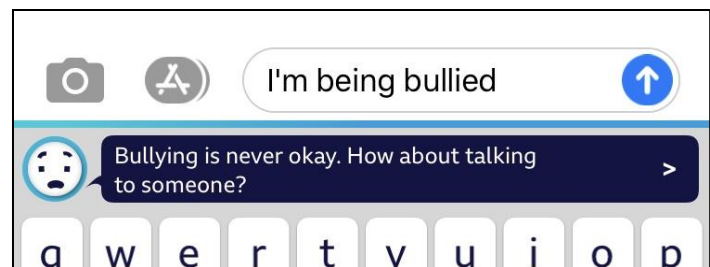 I'm being bullied
Bullying is never okay. How about talking
to someone?
>
q w e r t y u i o p